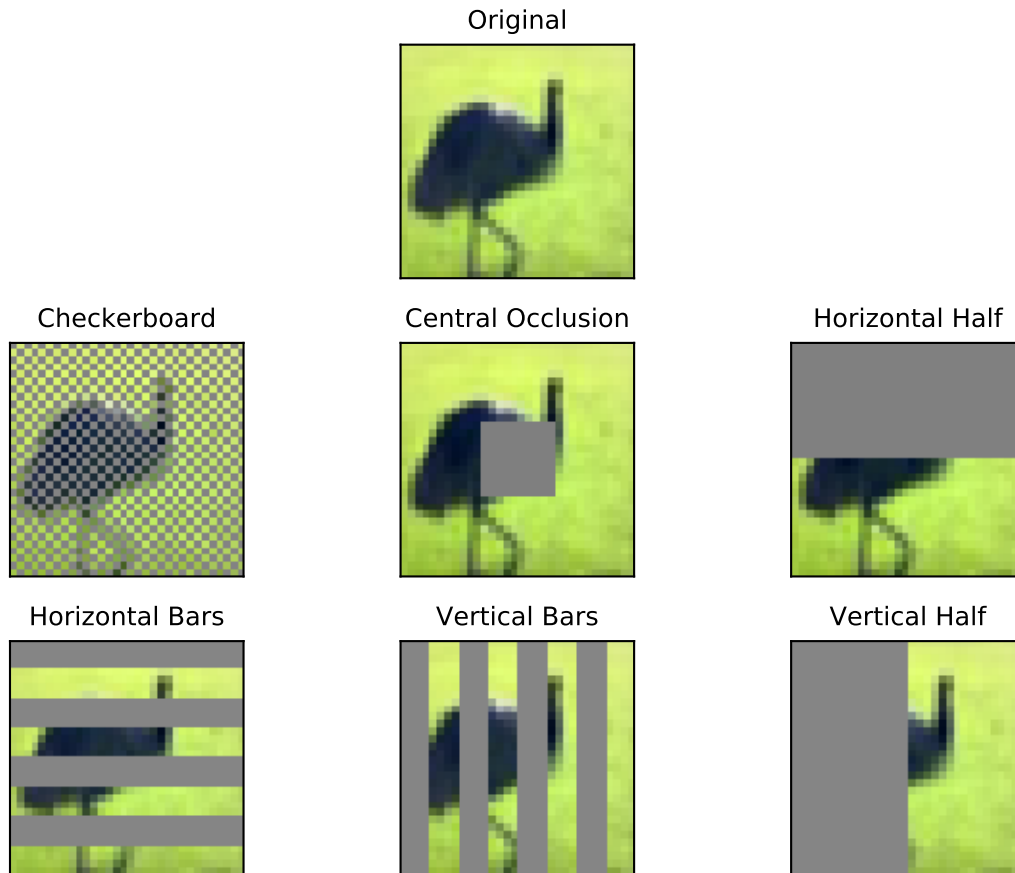 Original
Checkerboard
Central Occlusion
Horizontal Half
Horizontal Bars
Vertical Bars
Vertical Half